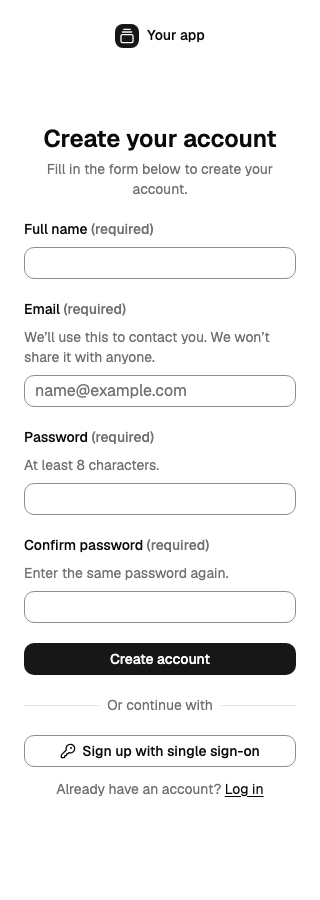 Your app
Create your account
Fill in the form below to create your
account.
Full name (required)
Email (required)
We’ll use this to contact you. We won’t
share it with anyone.
name@example.com
Password (required)
At least 8 characters.
Confirm password (required)
Enter the same password again.
Create account
Or continue with
Sign up with single sign-on
Already have an account? Log in